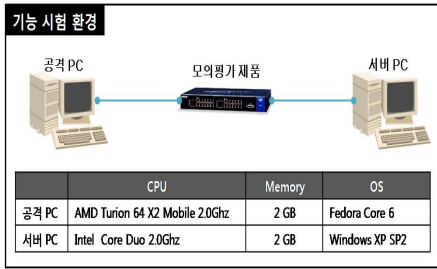 기능 시험 환경
공격 PC
모의평가 제품
서버 PC
CPU Memory OS
공격 PC AMD Turion 64 X2 Mobile 2.0Ghz 2 GB Fedora Core 6
서버 PC Intel Core Duo 2.0Ghz 2 GB Windows XP SP2